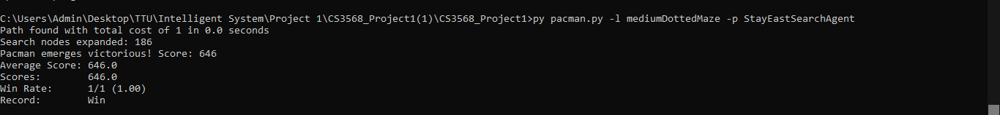 C:\Users\Admin\Desktop\TTU\Intelligent System\Project 1\CS3568_Project1(1)\CS3568_Project1>py pacman.py -l mediumDottedMaze -p StayEastSearchAgent
Path found with total cost of 1 in 0.0 seconds
Search nodes expanded: 186
Pacman emerges victorious! Score: 646
Average Score: 646.0
Scores:        646.0
Win Rate:      1/1 (1.00)
Record:        Win